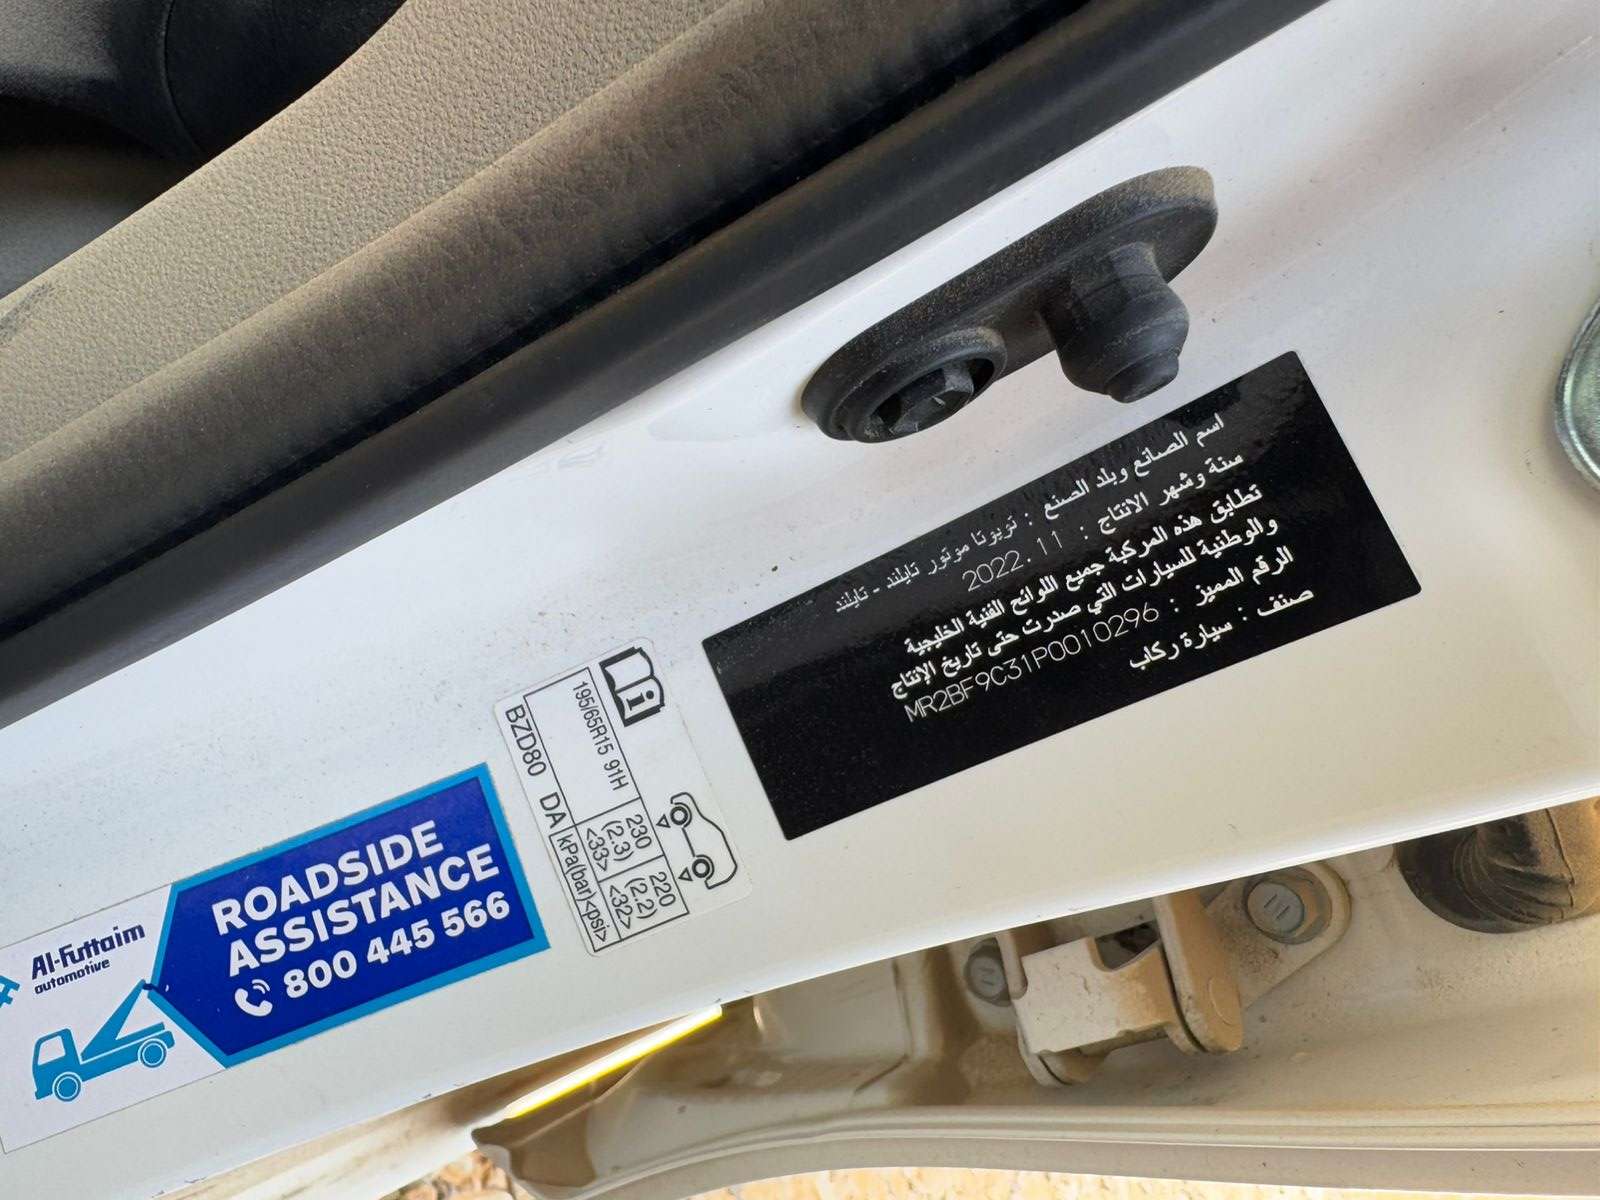 اسم الصانع وبلد الصنع : تويوتا موتور تايلند - تايلند
سنة وشهر الانتاج : 2022.11
تطابق هذه المركبة جميع اللوائح الفنية الخليجية
والوطنية للسيارات التي صدرت حتى تاريخ الإنتاج
الرقم المميز : MR2BF9C31P0010296
صنف : سيارة ركاب
195/65R15 91H
230
(2.3)
<33>
220
(2.2)
<32>
BZD80 DA
kPa(bar)<psi>
Al-Futtaim
automotive
ROADSIDE
ASSISTANCE
800 445 566